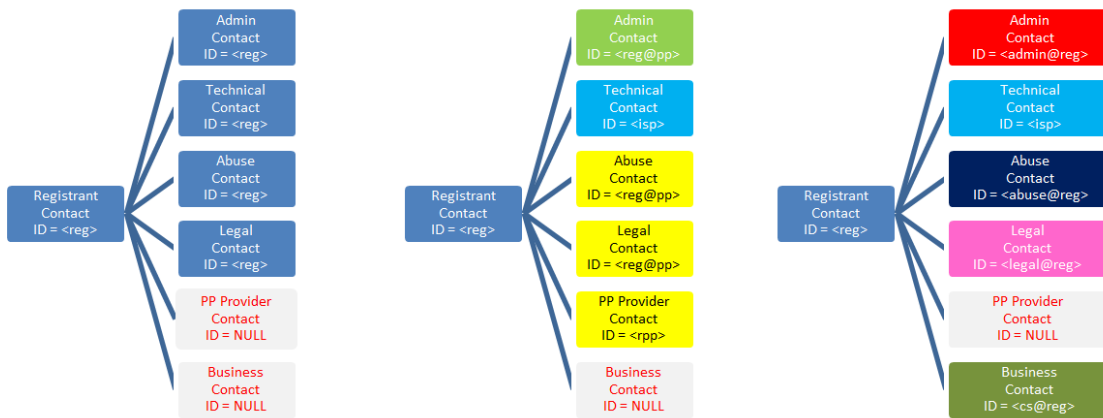 Admin
Contact
ID = <reg>
Technical
Contact
ID = <reg>
Abuse
Contact
ID = <reg>
Registrant
Contact
ID = <reg>
Legal
Contact
ID = <reg>
PP Provider
Contact
ID = NULL
Business
Contact
ID = NULL
Admin
Contact
ID = <reg@pp>
Technical
Contact
ID = <isp>
Abuse
Contact
ID = <reg@pp>
Registrant
Contact
ID = <reg>
Legal
Contact
ID = <reg@pp>
PP Provider
Contact
ID = <rpp>
Business
Contact
ID = NULL
Admin
Contact
ID = <admin@reg>
Technical
Contact
ID = <isp>
Abuse
Contact
ID = <abuse@reg>
Registrant
Contact
ID = <reg>
Legal
Contact
ID = <legal@reg>
PP Provider
Contact
ID = NULL
Business
Contact
ID = <cs@reg>